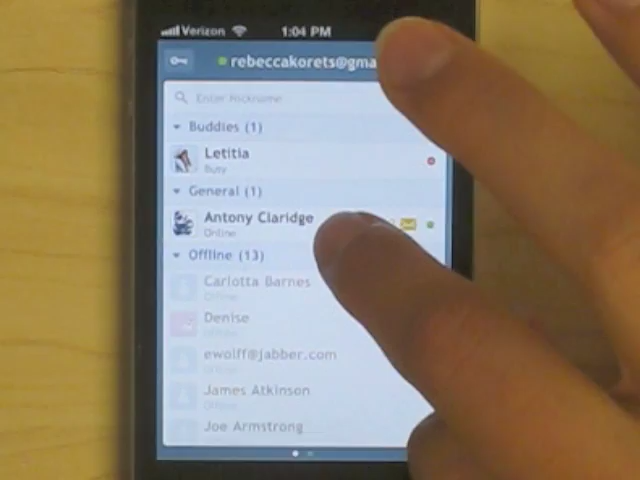 Verizon 1:04 PM
rebeccakorets@gma
Enter Nickname
Buddies (1)
Letitia
Busy
General (1)
Antony Claridge
Online
Offline (13)
Carlotta Barnes
Offline
Denise
Offline
ewolff@jabber.com
Offline
James Atkinson
Offline
Joe Armstrong